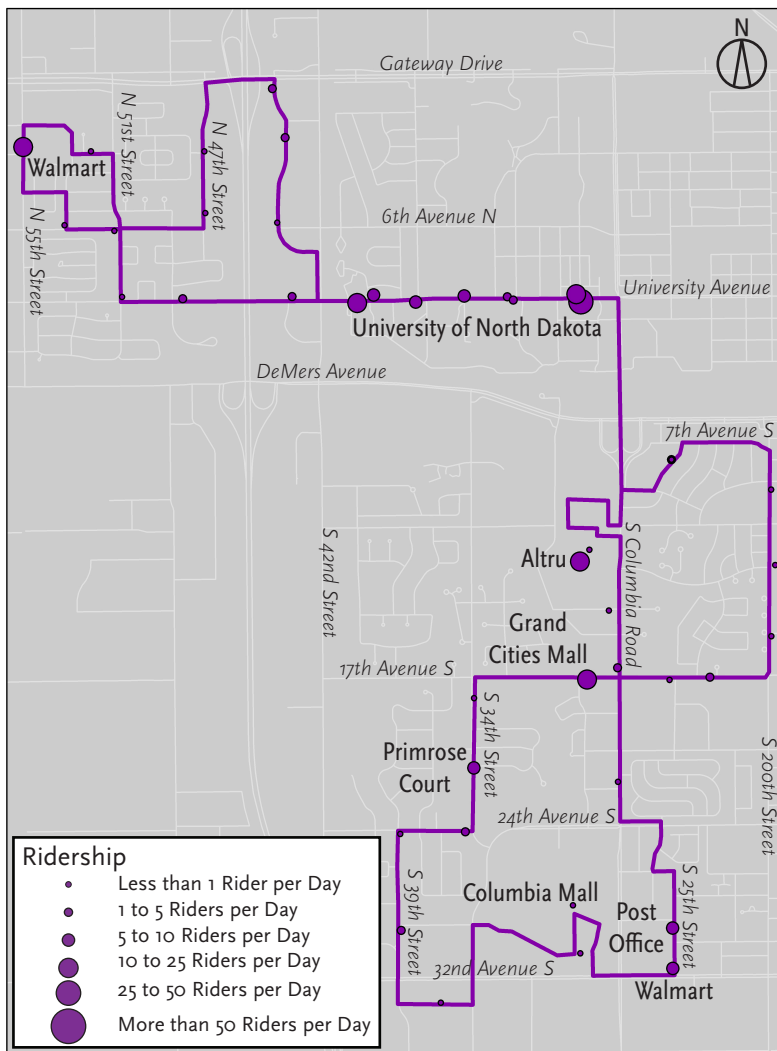 N
Gateway Drive
N 51st Street
N 47th Street
Walmart
6th Avenue N
N 55th Street
University Avenue
University of North Dakota
DeMers Avenue
7th Avenue S
S 42nd Street
S Columbia Road
Altru
Grand
Cities Mall
17th Avenue S
S 34th Street
S 200th Street
Primrose
Court
24th Avenue S
S 39th Street
Columbia Mall
S 25th Street
Post
Office
32nd Avenue S
Walmart
Ridership
Less than 1 Rider per Day
1 to 5 Riders per Day
5 to 10 Riders per Day
10 to 25 Riders per Day
25 to 50 Riders per Day
More than 50 Riders per Day